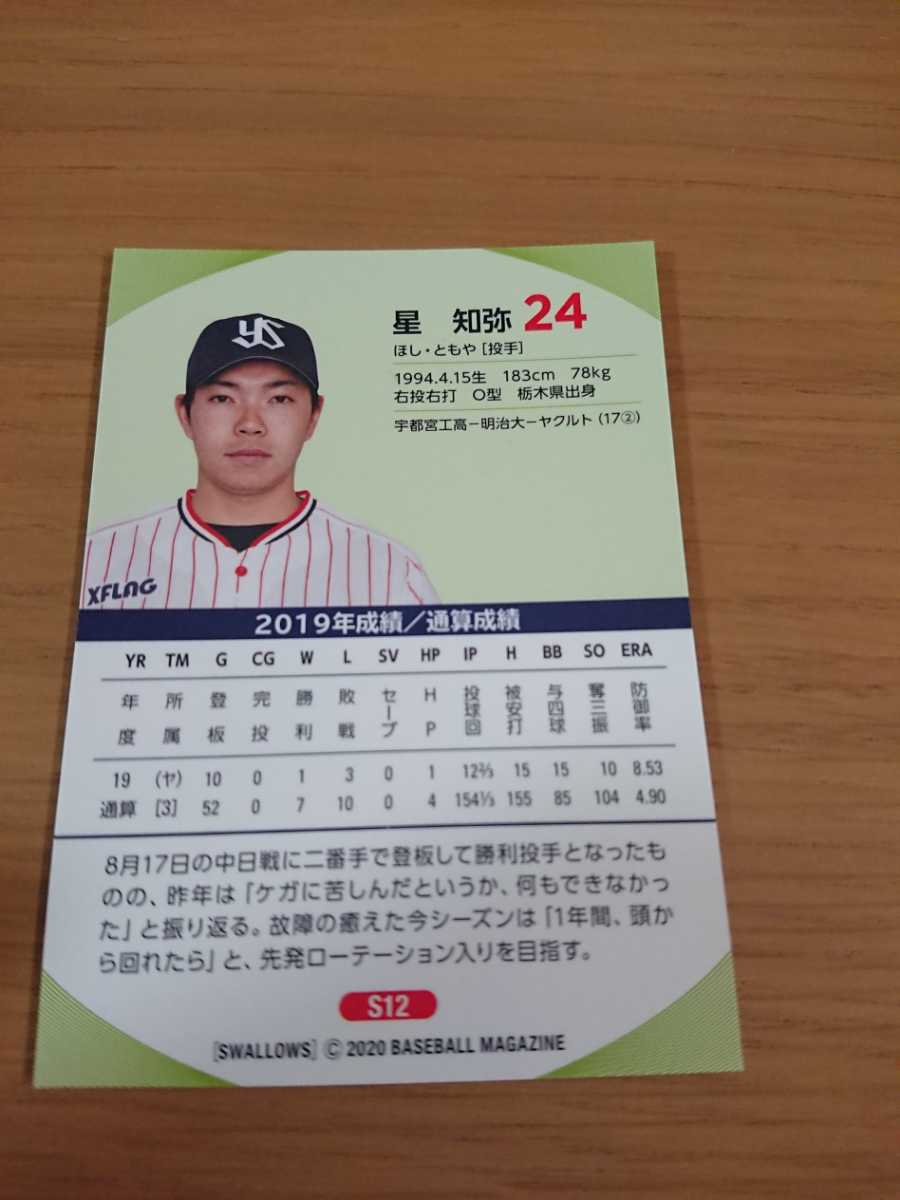 YS
星 知弥 24
ほし・ともや [投手]
1994.4.15生 183cm 78kg
右投右打 O型 栃木県出身
宇都宮工高－明治大－ヤクルト (17②)
XFLAG
2019年成績／通算成績
YR TM G CG W L SV HP IP H BB SO ERA
年度 所属 登板 完投 勝利 敗戦 セーブ HP 投球回 被安打 与四球 奪三振 防御率
19 (ヤ) 10 0 1 3 0 1 12⅔ 15 15 10 8.53
通算 [3] 52 0 7 10 0 4 154⅓ 155 85 104 4.90
8月17日の中日戦に二番手で登板して勝利投手となったも
のの、昨年は「ケガに苦しんだというか、何もできなかっ
た」と振り返る。故障の癒えた今シーズンは「1年間、頭か
ら回れたら」と、先発ローテーション入りを目指す。
S12
[SWALLOWS] © 2020 BASEBALL MAGAZINE